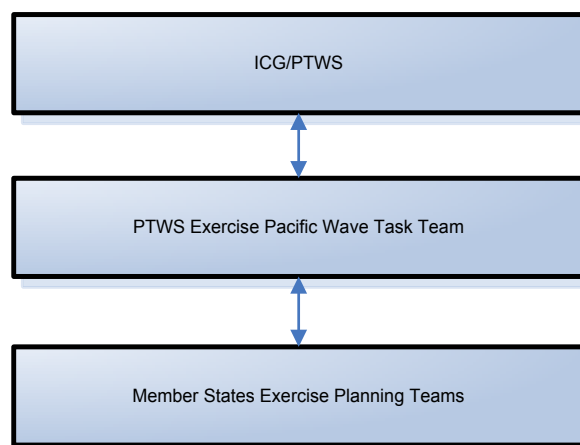 ICG/PTWS
PTWS Exercise Pacific Wave Task Team
Member States Exercise Planning Teams